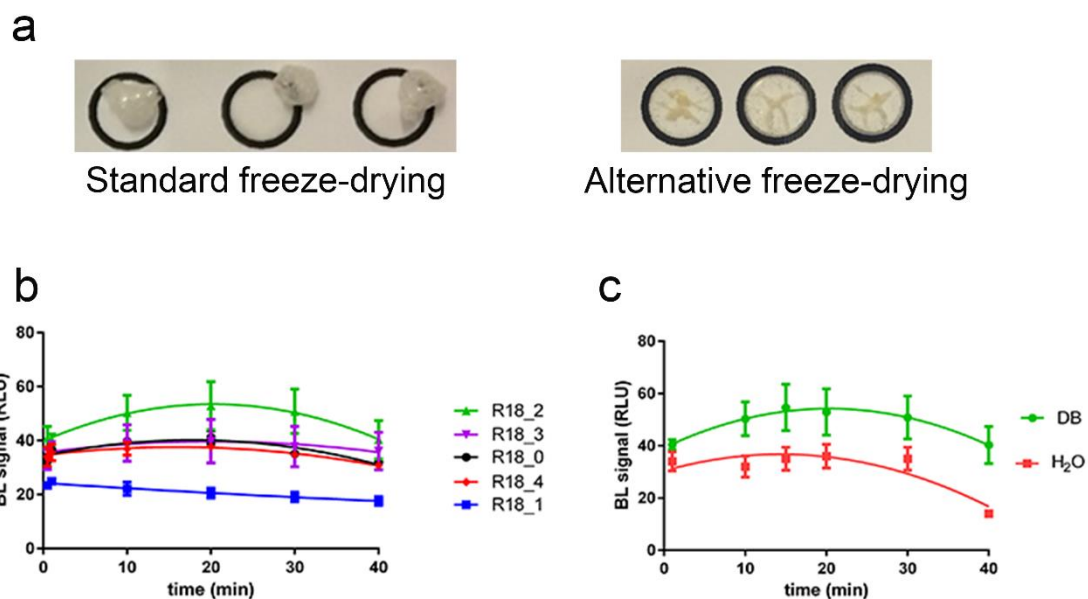 a
Standard freeze-drying
Alternative freeze-drying
b
80
60
40
20
0
0 10 20 30 40
time (min)
BL signal (RLU)
R18_2
R18_3
R18_0
R18_4
R18_1
c
80
60
40
20
0
0 10 20 30 40
time (min)
BL signal (RLU)
DB
H₂O